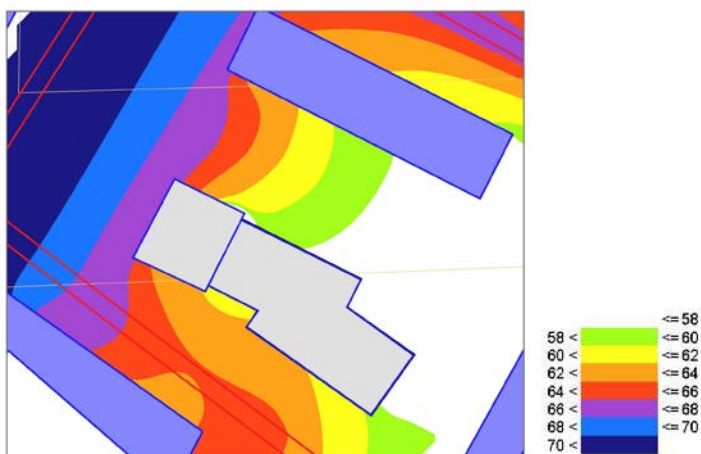 <= 58
58 < <= 60
60 < <= 62
62 < <= 64
64 < <= 66
66 < <= 68
68 < <= 70
70 <